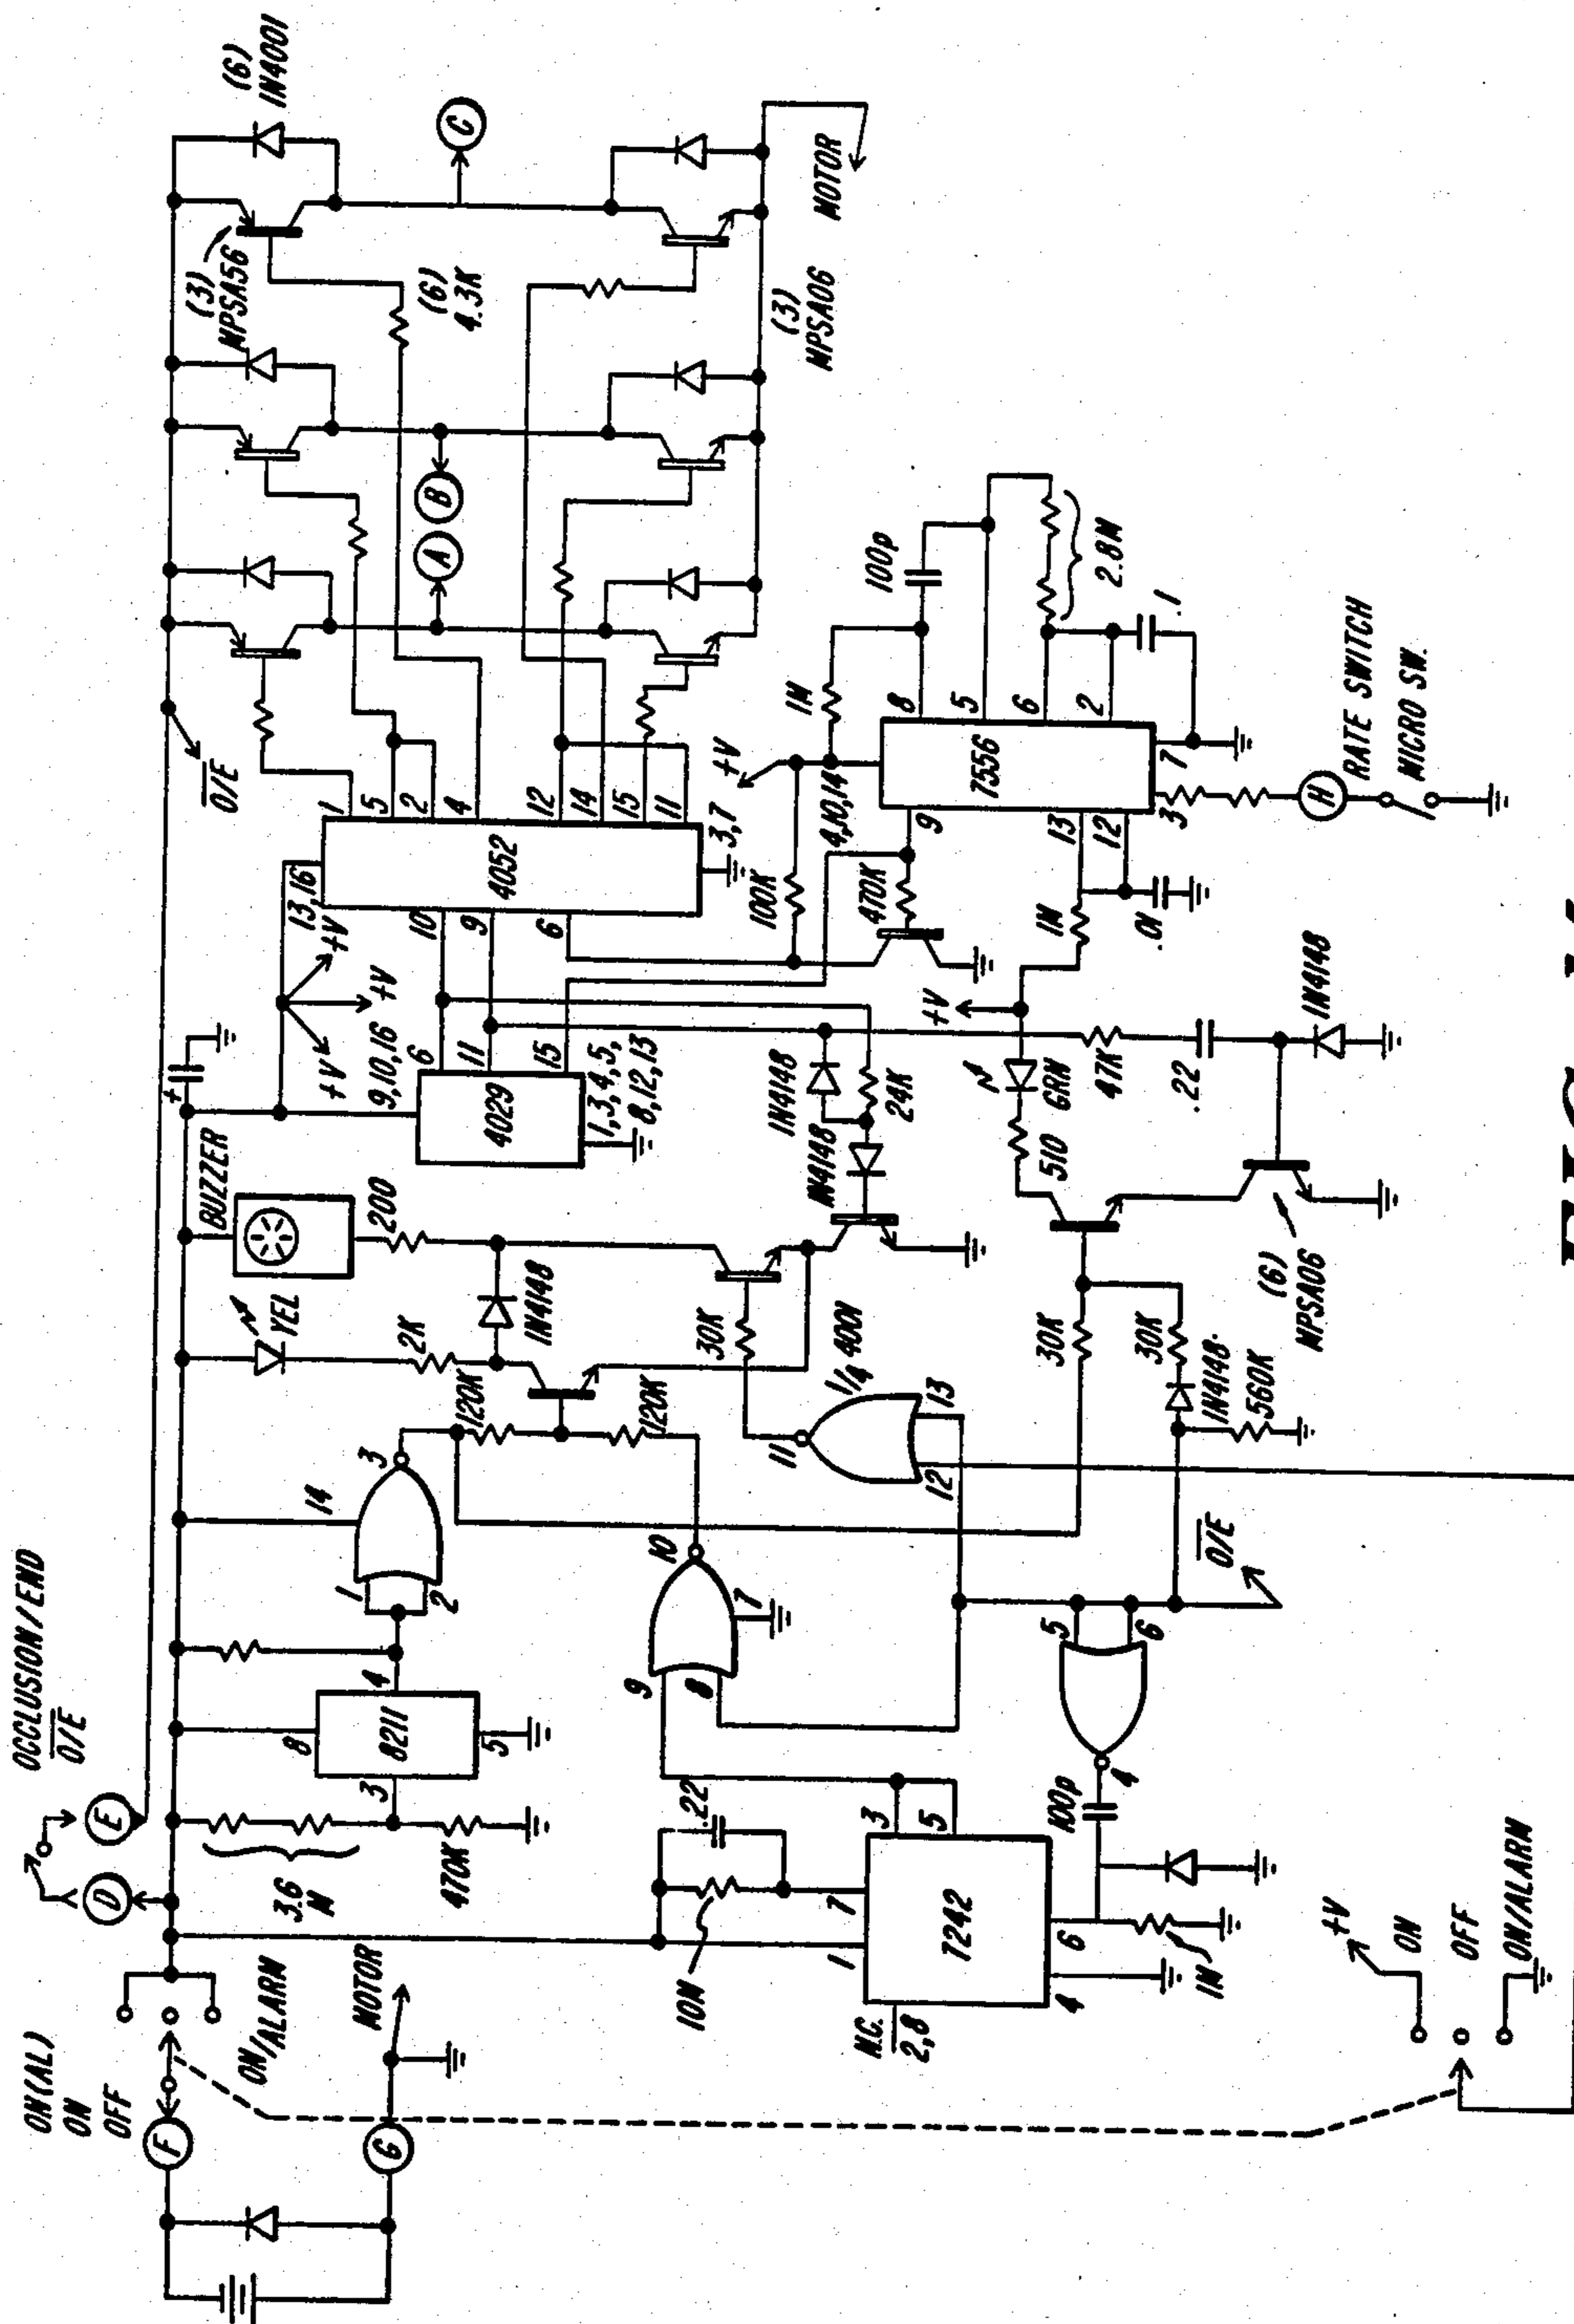 ON(AL)
ON
OFF
F
G
ON/ALARM
MOTOR
OCCLUSION/END
O/E
D
E
3.6
M
470K
8
8211
3
4
5
1
2
14
3
YEL
2K
BUZZER
200
1N4148
120K
120K
+
+V
+V
+V
9,10,16
4029
6
11
15
1,3,4,5,
8,12,13
13,16
4052
10
9
6
1
5
2
4
12
14
15
11
3,7
O/E
(3)
MPSA56
(6)
1N4001
(6)
4.3K
A
B
C
(3)
MPSA06
MOTOR
10M
.22
7
1
7242
3
5
6
4
N.C.
2,8
1M
100p
4
5
6
O/E
9
8
10
7
11
12
13
1/4 4001
30K
1N4148
1N4148
24K
100K
470K
+V
4,10,14
1M
100p
9
7556
8
5
6
2
7
3
13
12
2.8M
.1
.01
1M
+V
GRN
510
47K
.22
1N4148
30K
30K
1N4148
560K
(6)
MPSA06
H
RATE SWITCH
MICRO SW.
+V
ON
OFF
ON/ALARM